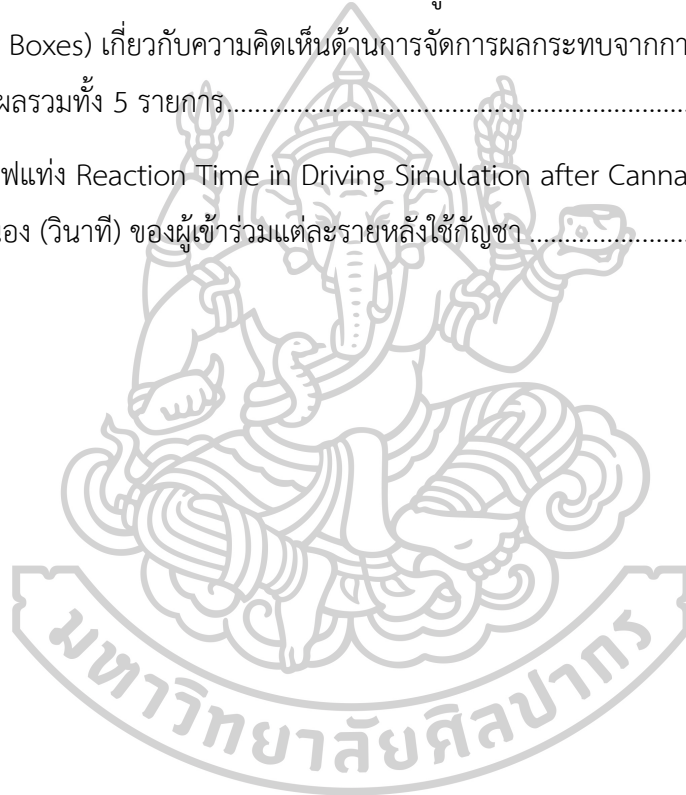 Boxes) เกี่ยวกับความคิดเห็นด้านการจัดการผลกระทบจากกา
ผลรวมทั้ง 5 รายการ
ฟแท่ง Reaction Time in Driving Simulation after Canna
อง (วินาที) ของผู้เข้าร่วมแต่ละรายหลังใช้กัญชา
มหาวิทยาลัยศิลปากร